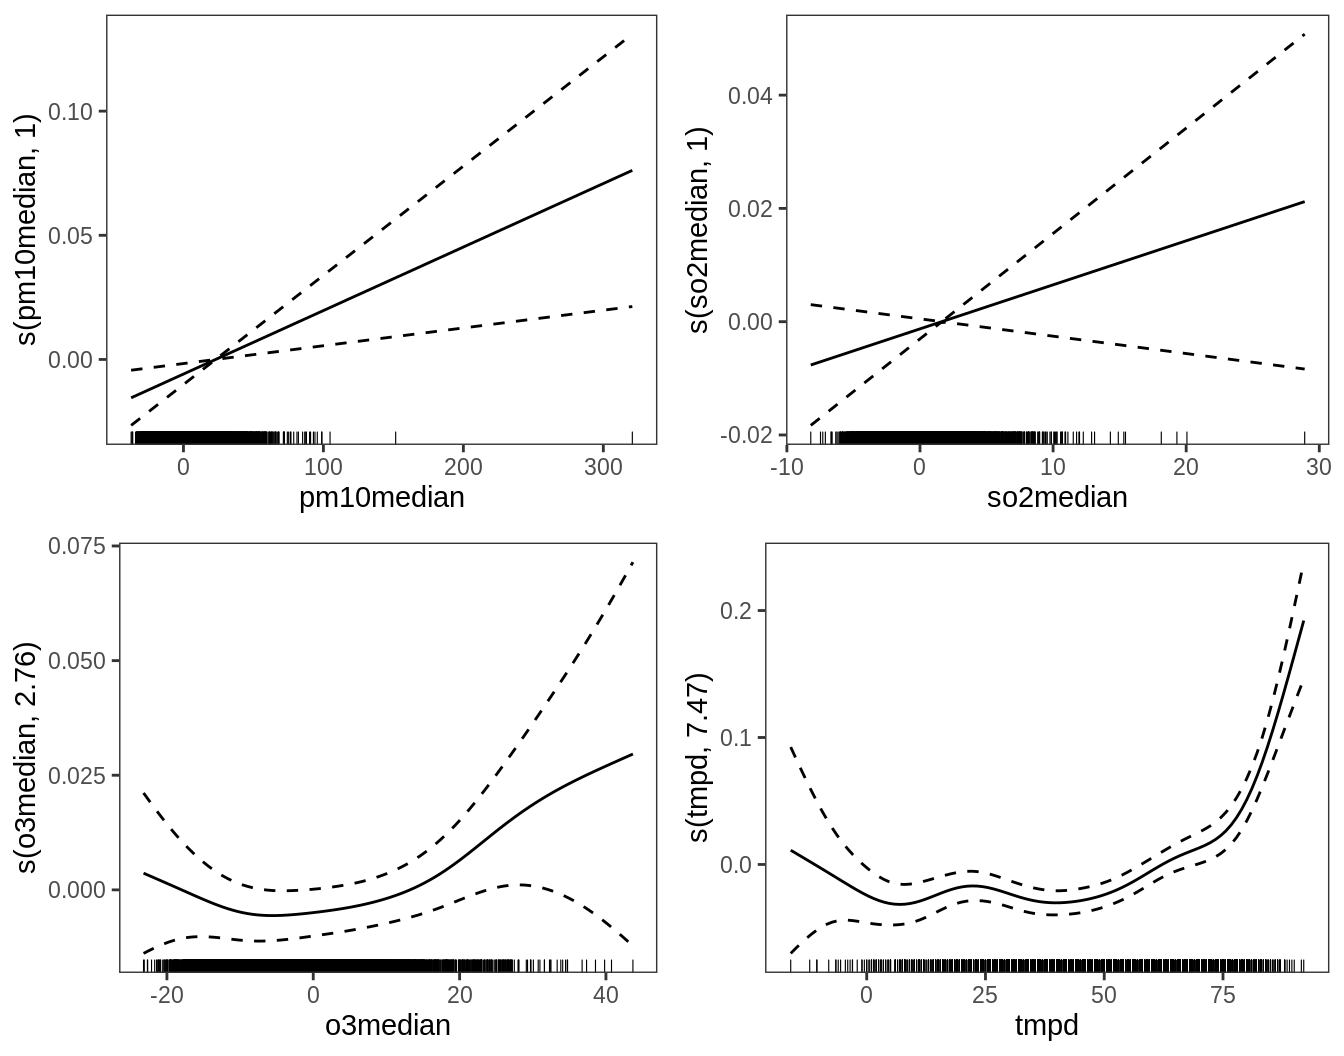 s(pm10median, 1)
0.10
0.05
0.00
0 100 200 300
pm10median
s(so2median, 1)
0.04
0.02
0.00
-0.02
-10 0 10 20 30
so2median
s(o3median, 2.76)
0.075
0.050
0.025
0.000
-20 0 20 40
o3median
s(tmpd, 7.47)
0.2
0.1
0.0
0 25 50 75
tmpd